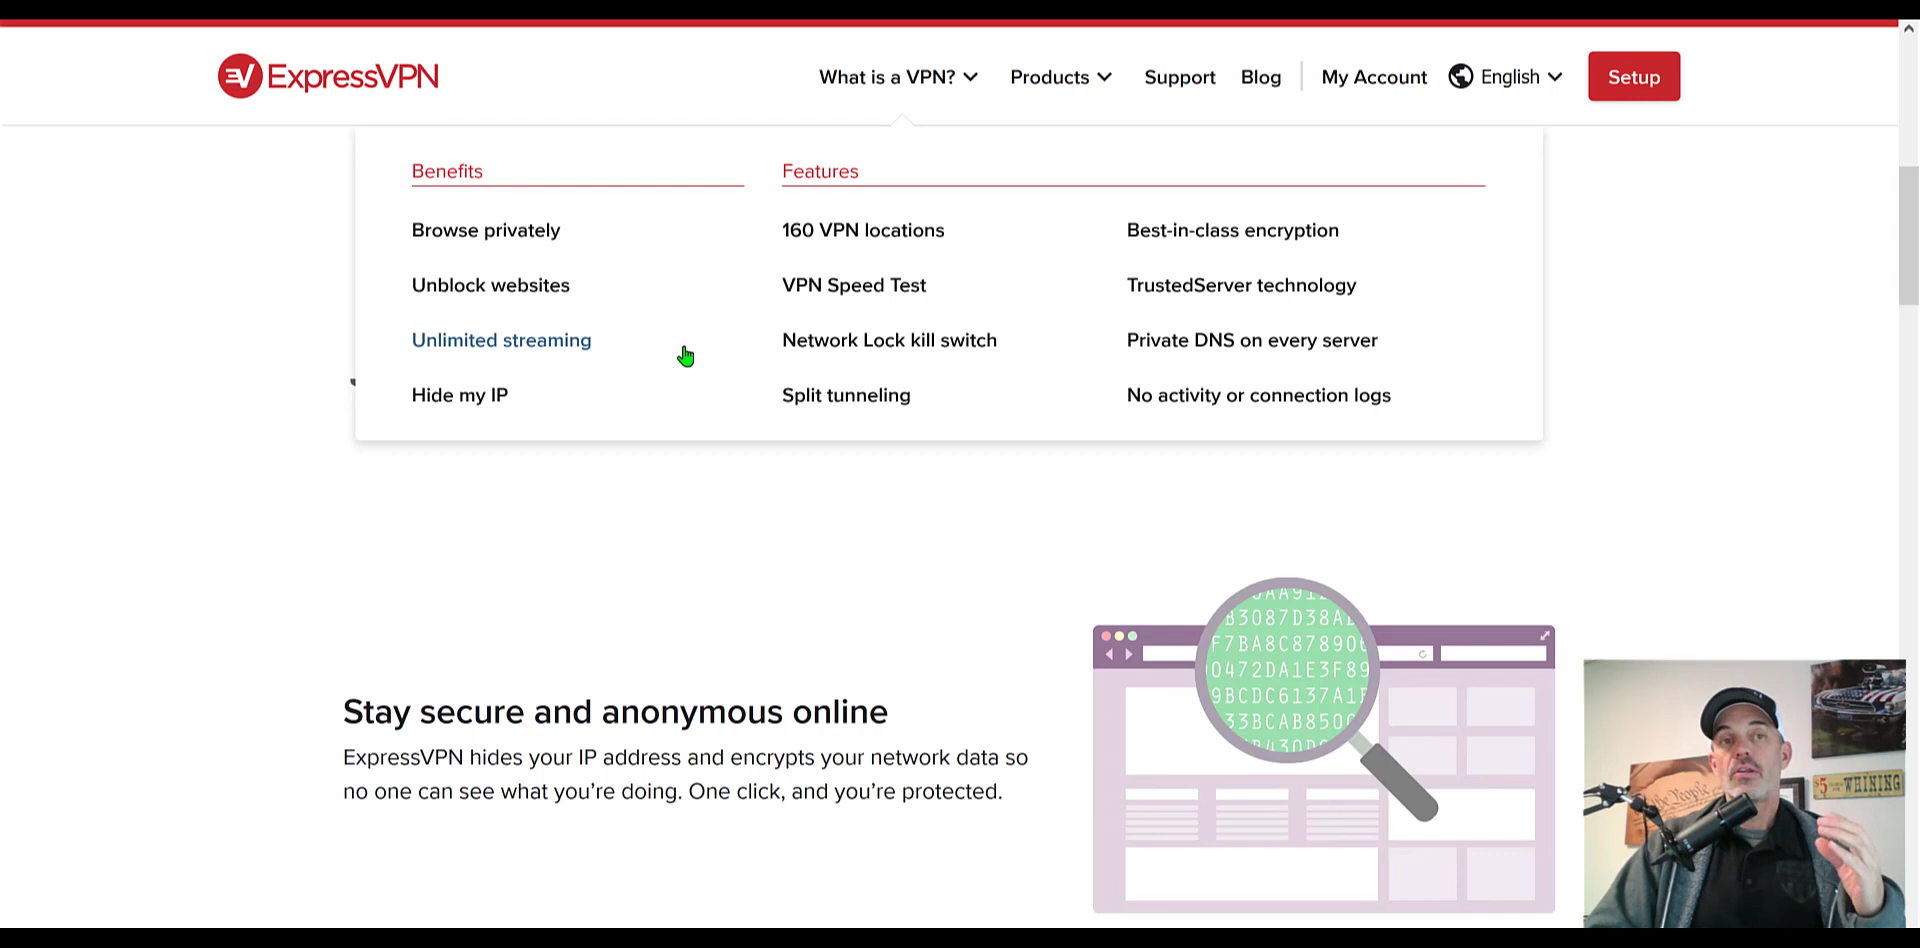 ExpressVPN
What is a VPN? Products Support Blog My Account English Setup
Benefits
Browse privately
Unblock websites
Unlimited streaming
Hide my IP
Features
160 VPN locations
VPN Speed Test
Network Lock kill switch
Split tunneling
Best-in-class encryption
TrustedServer technology
Private DNS on every server
No activity or connection logs
Stay secure and anonymous online
ExpressVPN hides your IP address and encrypts your network data so
no one can see what you’re doing. One click, and you’re protected.
B3087D38A
F7BA8C87890
0472DA1E3F89
9BCDC6137A1
33BCAB850
We the People
$5
WHINING